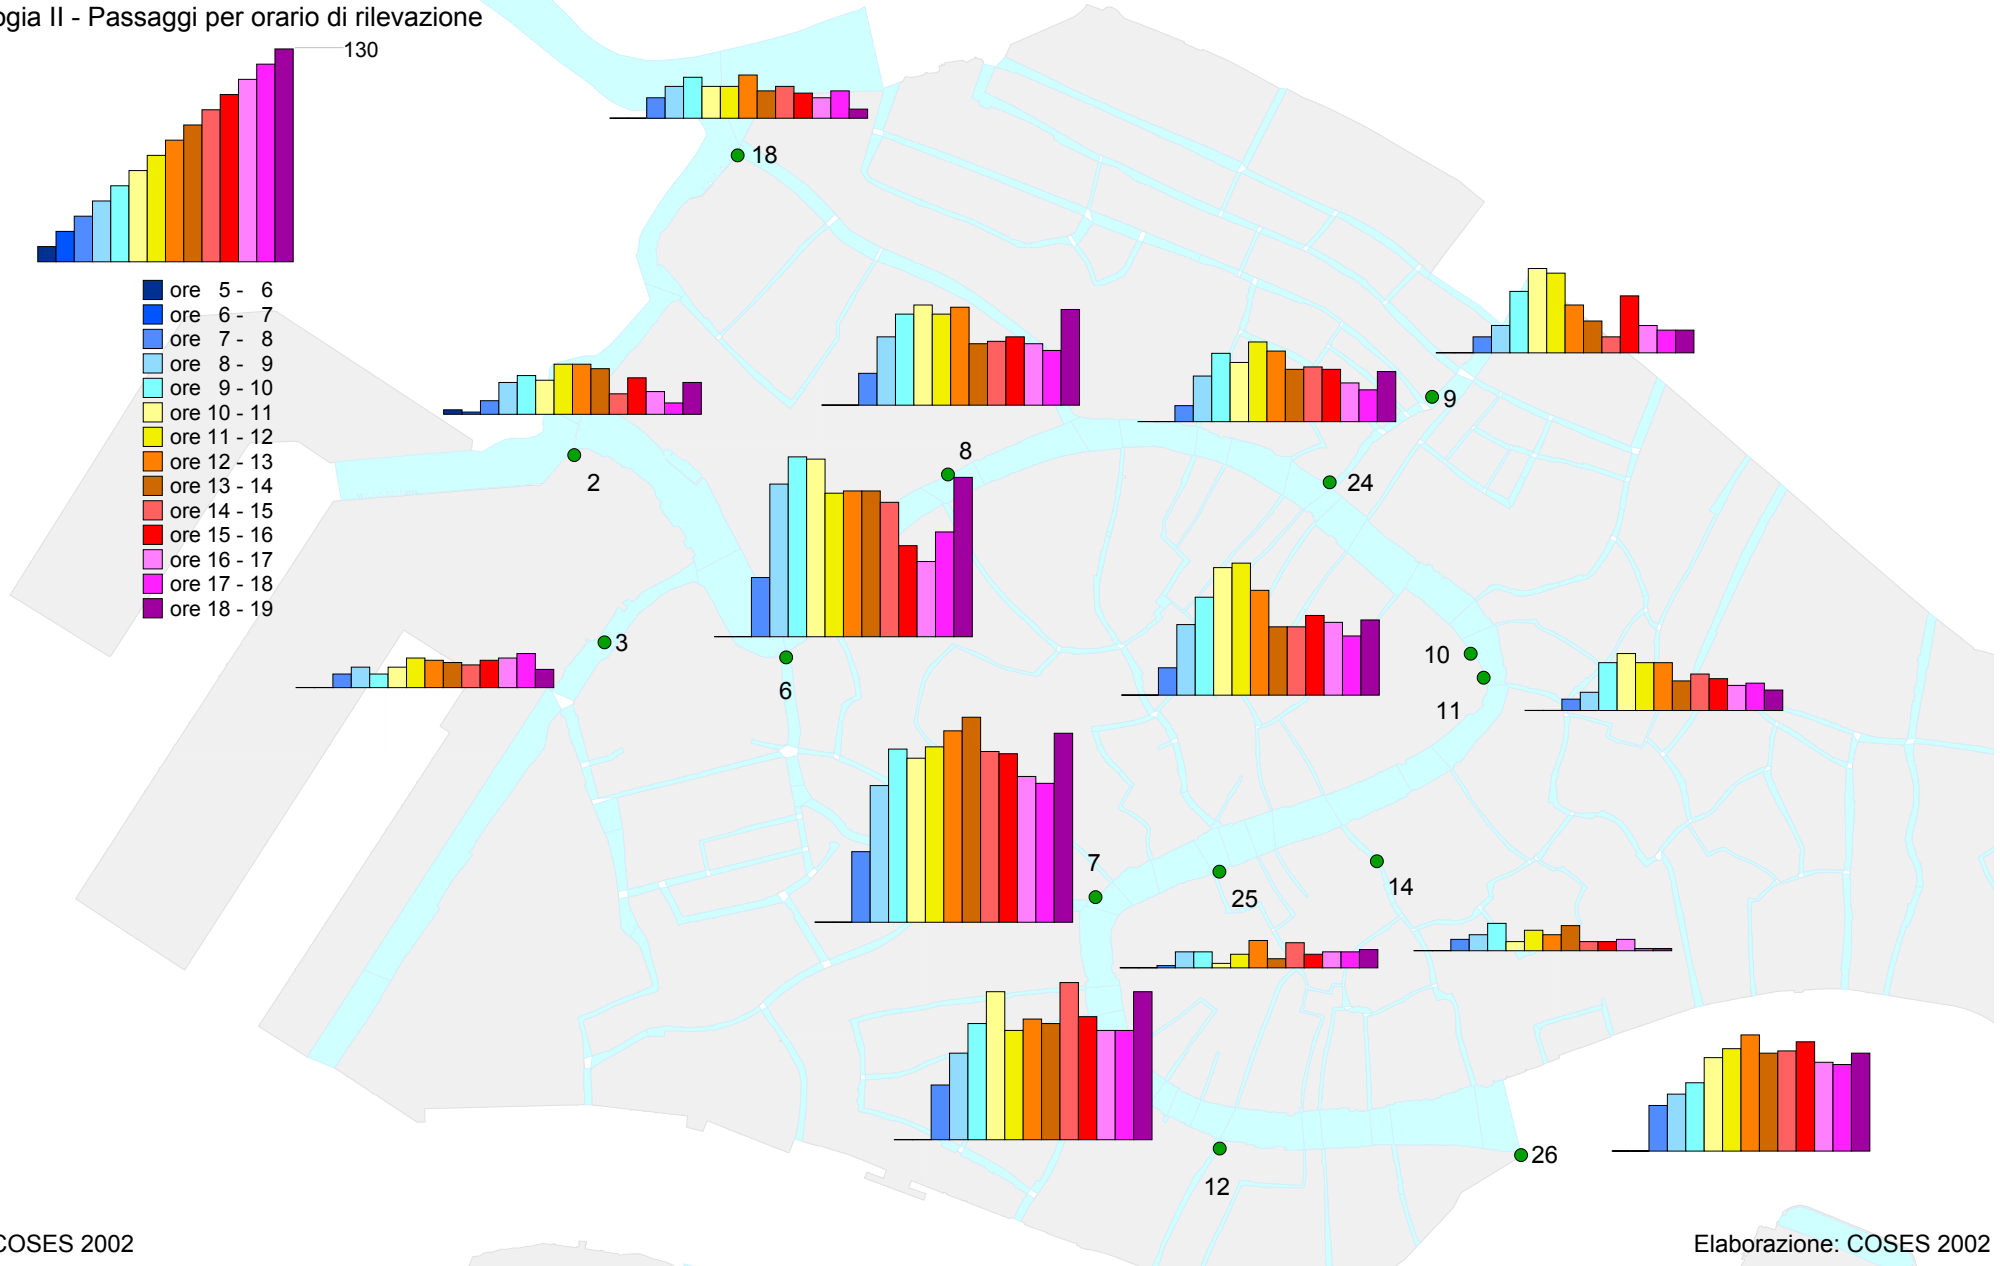 ogia II - Passaggi per orario di rilevazione
130
ore 5 - 6
ore 6 - 7
ore 7 - 8
ore 8 - 9
ore 9 - 10
ore 10 - 11
ore 11 - 12
ore 12 - 13
ore 13 - 14
ore 14 - 15
ore 15 - 16
ore 16 - 17
ore 17 - 18
ore 18 - 19
18
9
8
2
24
3
10
6
11
7
14
25
26
12
COSES 2002
Elaborazione: COSES 2002